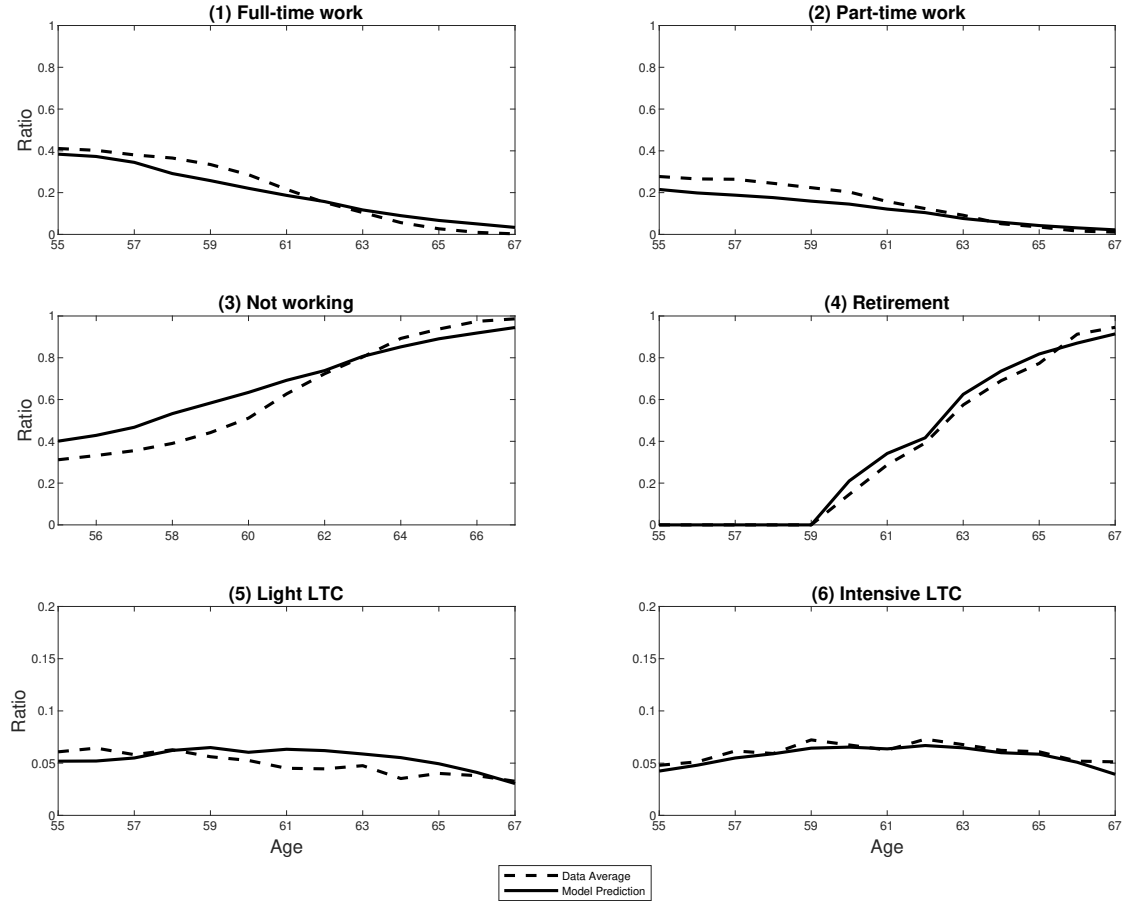 (1) Full-time work
1
0.8
0.6
0.4
0.2
0
Ratio
55 57 59 61 63 65 67
(2) Part-time work
1
0.8
0.6
0.4
0.2
0
55 57 59 61 63 65 67
(3) Not working
1
0.8
0.6
0.4
0.2
0
Ratio
56 58 60 62 64 66
(4) Retirement
1
0.8
0.6
0.4
0.2
0
55 57 59 61 63 65 67
(5) Light LTC
0.2
0.15
0.1
0.05
0
Ratio
55 57 59 61 63 65 67
Age
(6) Intensive LTC
0.2
0.15
0.1
0.05
0
55 57 59 61 63 65 67
Age
Data Average
Model Prediction